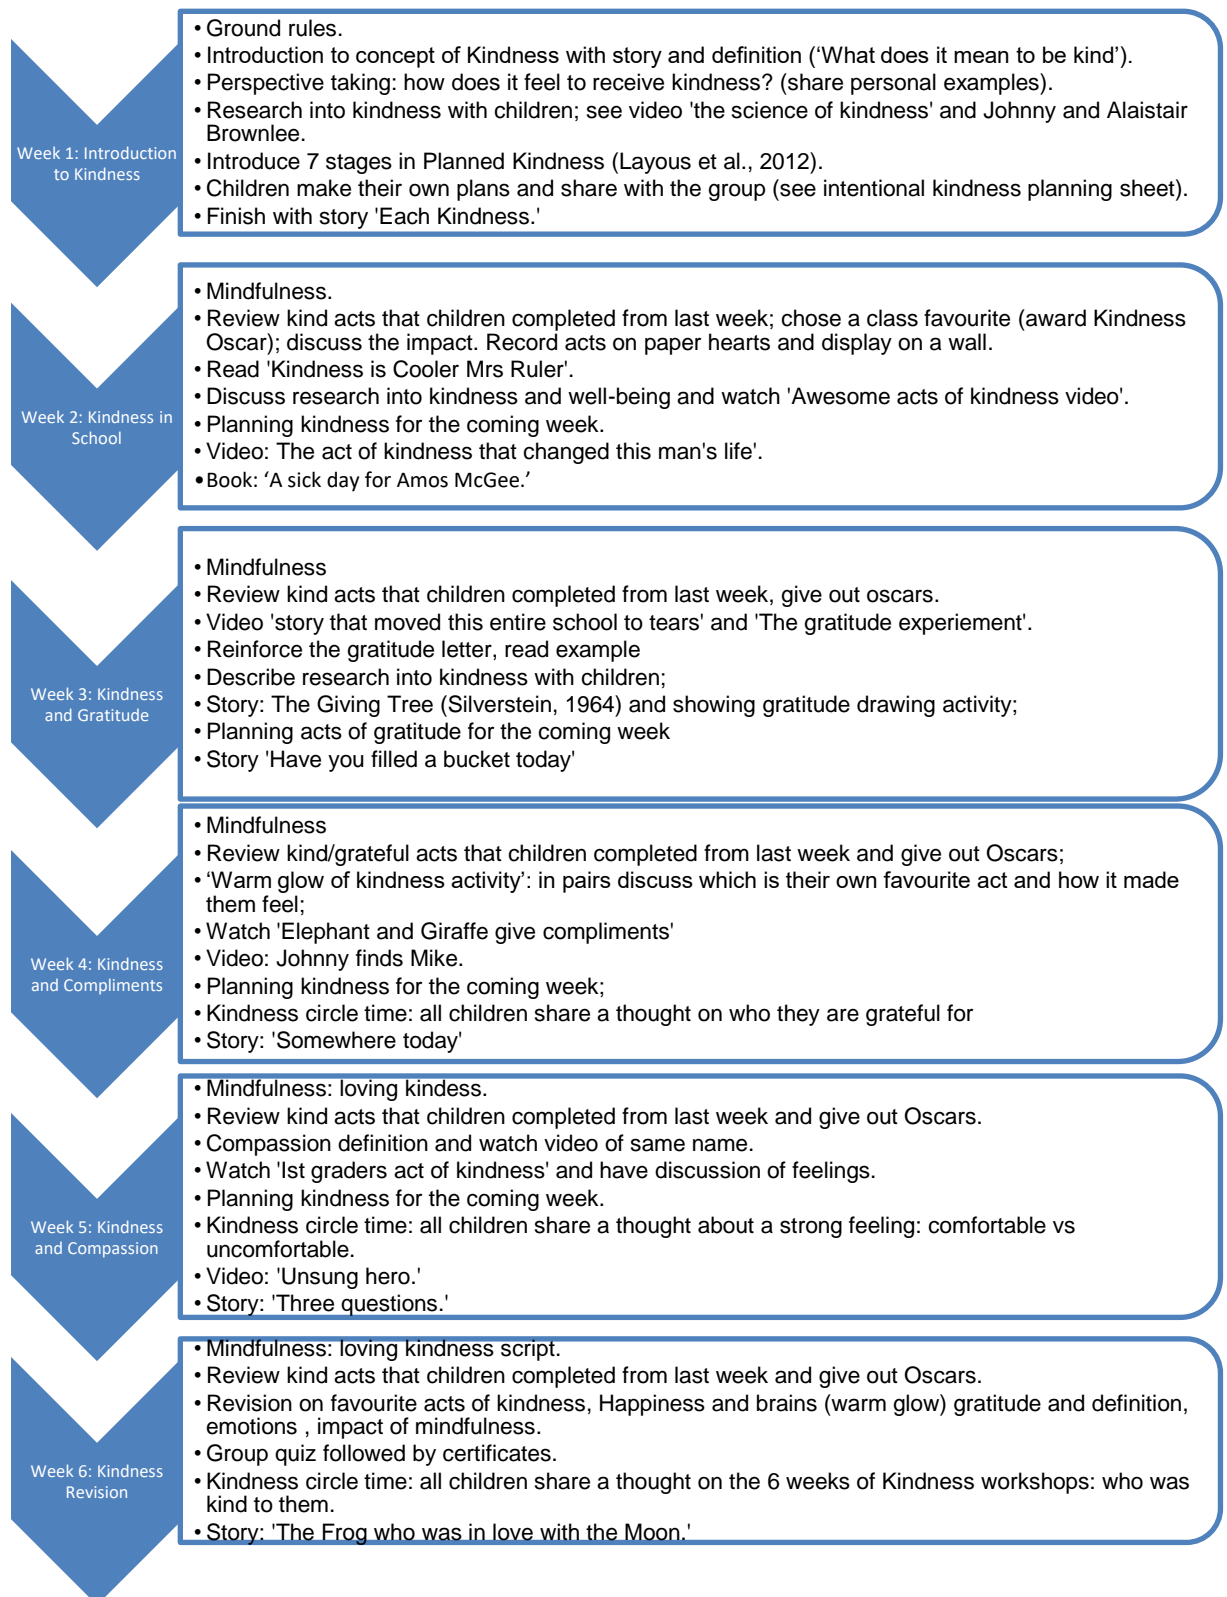 Week 1: Introduction
to Kindness
• Ground rules.
• Introduction to concept of Kindness with story and definition (‘What does it mean to be kind’).
• Perspective taking: how does it feel to receive kindness? (share personal examples).
• Research into kindness with children; see video 'the science of kindness' and Johnny and Alaistair
Brownlee.
• Introduce 7 stages in Planned Kindness (Layous et al., 2012).
• Children make their own plans and share with the group (see intentional kindness planning sheet).
• Finish with story 'Each Kindness.'
Week 2: Kindness in
School
• Mindfulness.
• Review kind acts that children completed from last week; chose a class favourite (award Kindness
Oscar); discuss the impact. Record acts on paper hearts and display on a wall.
• Read 'Kindness is Cooler Mrs Ruler'.
• Discuss research into kindness and well-being and watch 'Awesome acts of kindness video'.
• Planning kindness for the coming week.
• Video: The act of kindness that changed this man's life'.
• Book: ‘A sick day for Amos McGee.’
Week 3: Kindness
and Gratitude
• Mindfulness
• Review kind acts that children completed from last week, give out oscars.
• Video 'story that moved this entire school to tears' and 'The gratitude experiement'.
• Reinforce the gratitude letter, read example
• Describe research into kindness with children;
• Story: The Giving Tree (Silverstein, 1964) and showing gratitude drawing activity;
• Planning acts of gratitude for the coming week
• Story 'Have you filled a bucket today'
Week 4: Kindness
and Compliments
• Mindfulness
• Review kind/grateful acts that children completed from last week and give out Oscars;
• ‘Warm glow of kindness activity’: in pairs discuss which is their own favourite act and how it made
them feel;
• Watch 'Elephant and Giraffe give compliments'
• Video: Johnny finds Mike.
• Planning kindness for the coming week;
• Kindness circle time: all children share a thought on who they are grateful for
• Story: 'Somewhere today'
Week 5: Kindness
and Compassion
• Mindfulness: loving kindess.
• Review kind acts that children completed from last week and give out Oscars.
• Compassion definition and watch video of same name.
• Watch 'Ist graders act of kindness' and have discussion of feelings.
• Planning kindness for the coming week.
• Kindness circle time: all children share a thought about a strong feeling: comfortable vs
uncomfortable.
• Video: 'Unsung hero.'
• Story: 'Three questions.'
Week 6: Kindness
Revision
• Mindfulness: loving kindness script.
• Review kind acts that children completed from last week and give out Oscars.
• Revision on favourite acts of kindness, Happiness and brains (warm glow) gratitude and definition,
emotions , impact of mindfulness.
• Group quiz followed by certificates.
• Kindness circle time: all children share a thought on the 6 weeks of Kindness workshops: who was
kind to them.
• Story: 'The Frog who was in love with the Moon.'